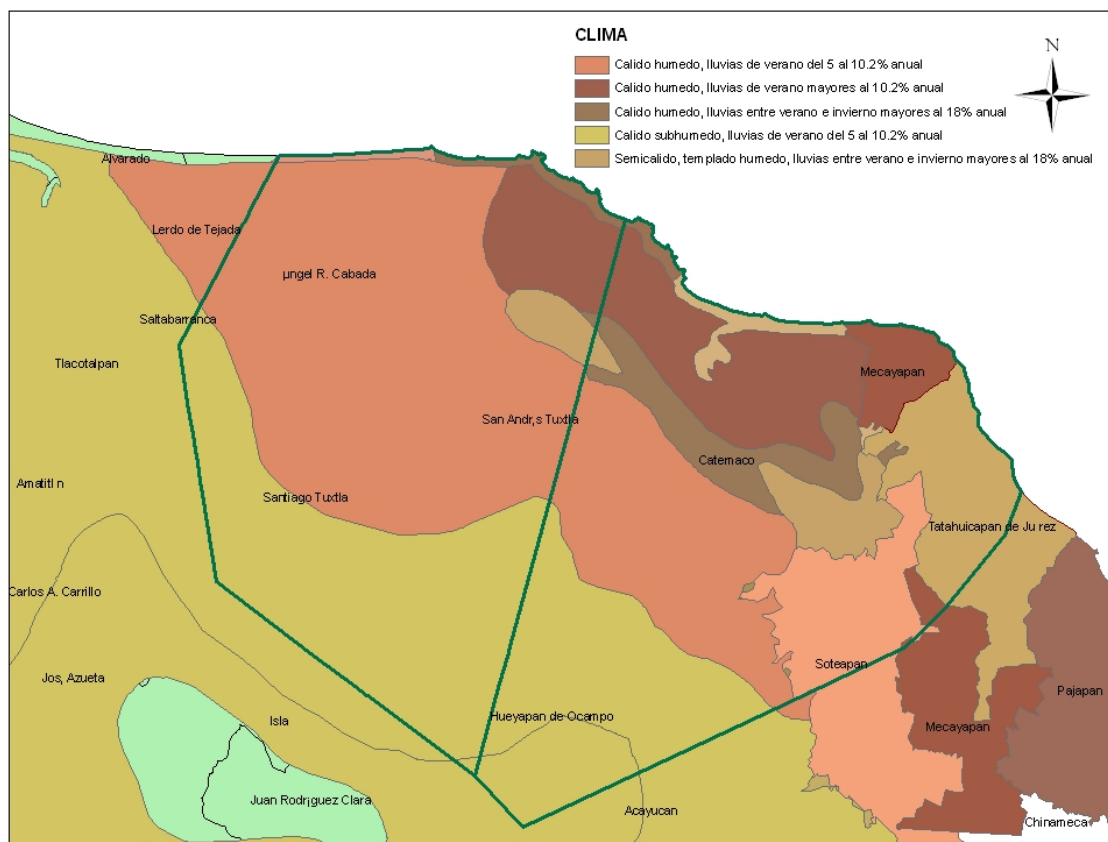 CLIMA
N
Calido humedo, lluvias de verano del 5 al 10.2% anual
Calido humedo, lluvias de verano mayores al 10.2% anual
Calido humedo, lluvias entre verano e invierno mayores al 18% anual
Calido subhumedo, lluvias de verano del 5 al 10.2% anual
Semicalido, templado humedo, lluvias entre verano e invierno mayores al 18% anual
Alvarado
Lerdo de Tejada
µngel R. Cabada
Saltabarranca
Tlacotalpan
Mecayapan
San Andr,s Tuxtla
Catemaco
Amatitl n
Santiago Tuxtla
Tatahuicapan de Ju rez
Carlos A. Carrillo
Soteapan
Jos, Azueta
Pajapan
Isla
Hueyapan de Ocampo
Mecayapan
Juan Rodr¡guez Clara
Acayucan
Chinameca